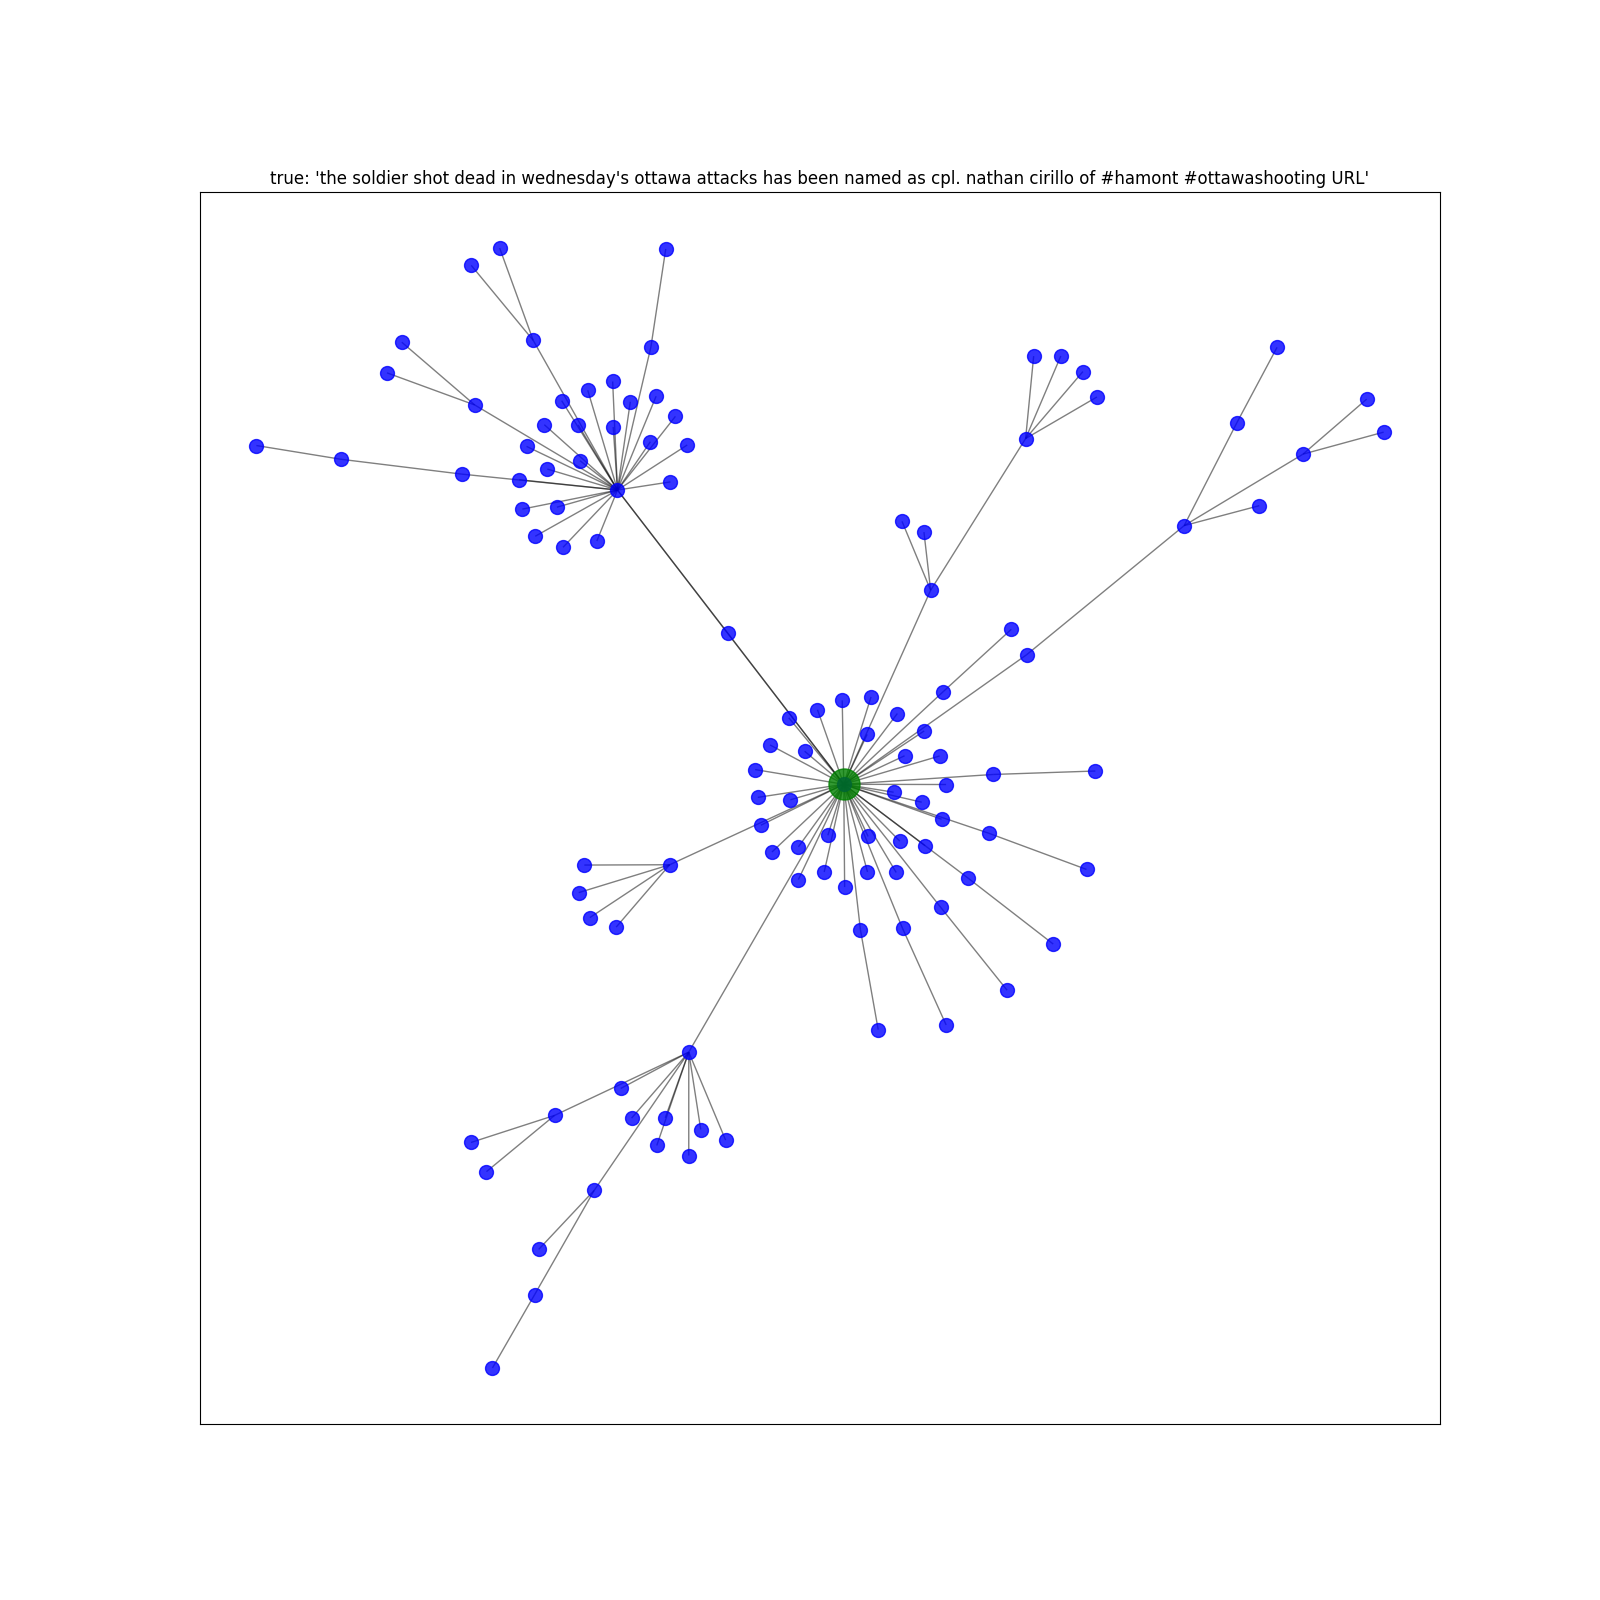 true: 'the soldier shot dead in wednesday's ottawa attacks has been named as cpl. nathan cirillo of #hamont #ottawashooting URL'